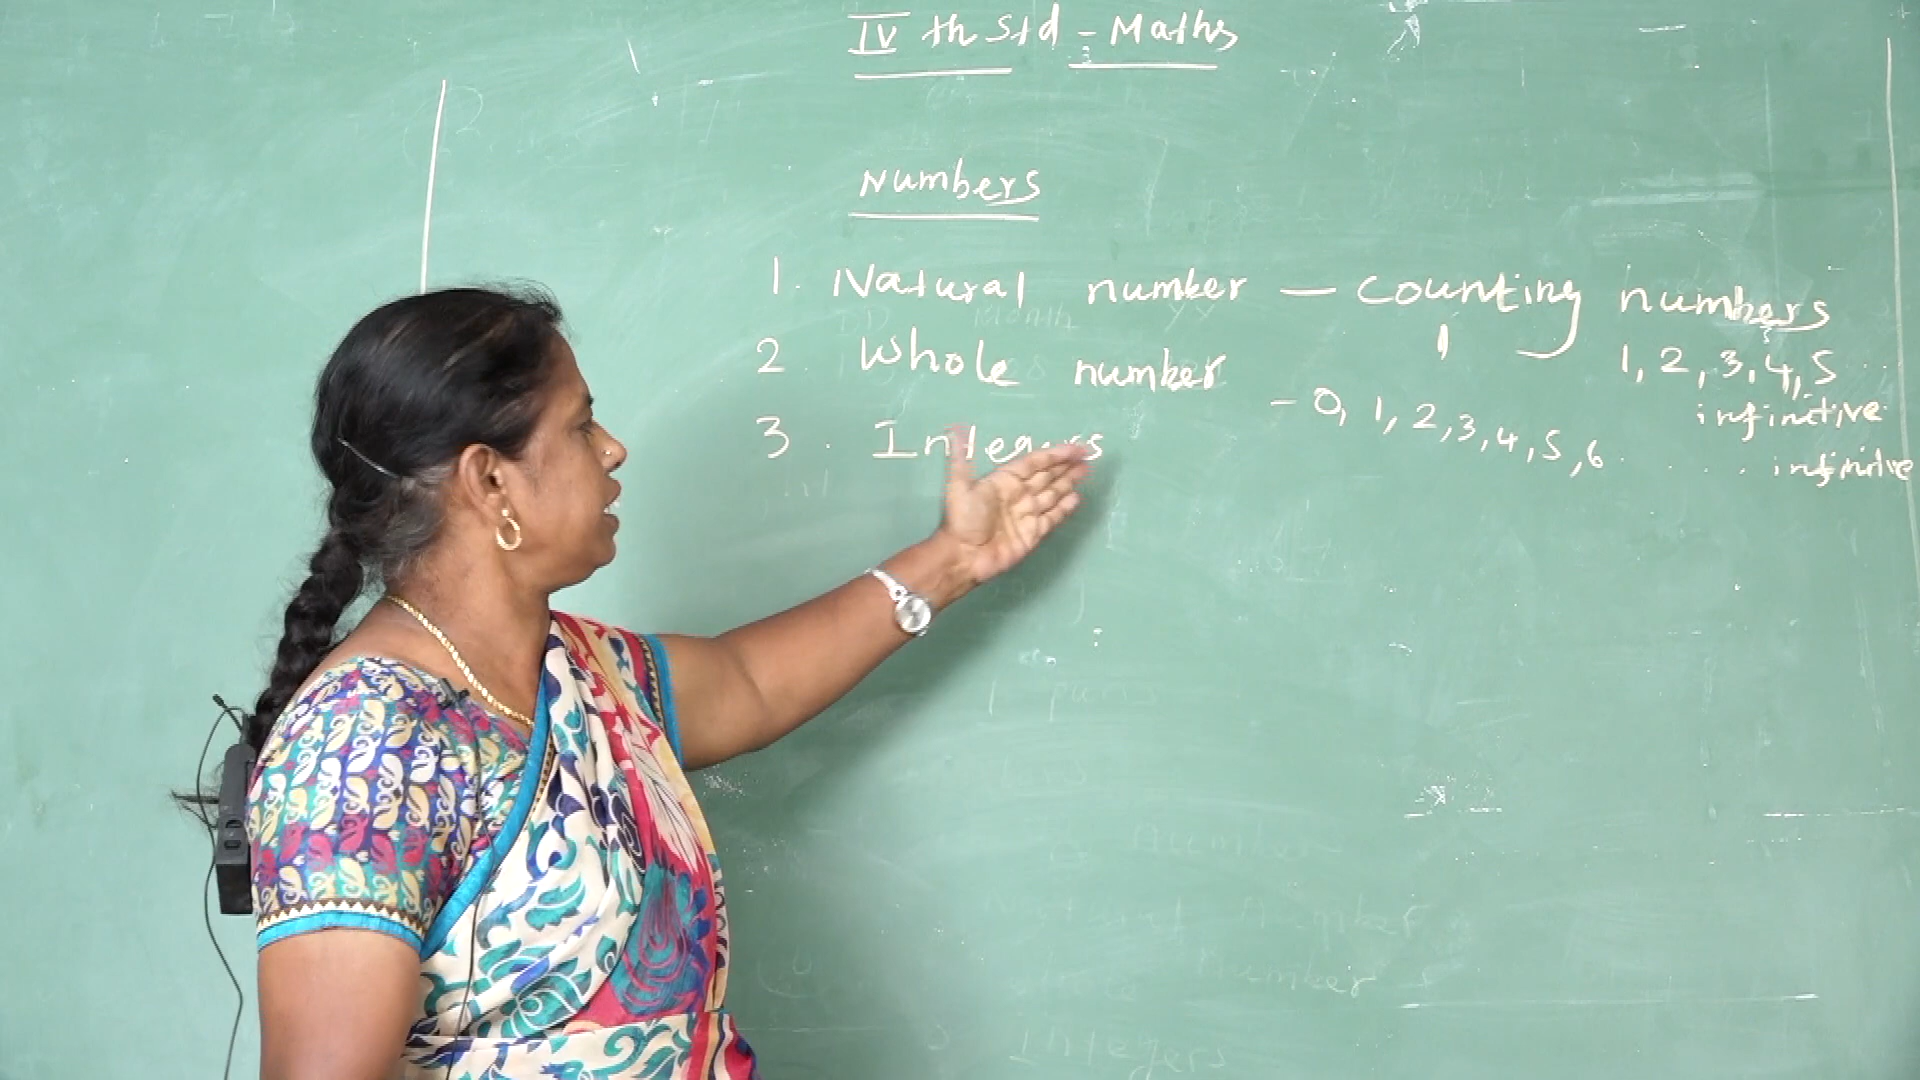 IV th Std - Maths
Numbers
1. Natural number - counting numbers
1, 2, 3, 4, 5 ..
infinitive
2. Whole number - 0, 1, 2, 3, 4, 5, 6 . . . . . infinitive
3. Integers
Integers